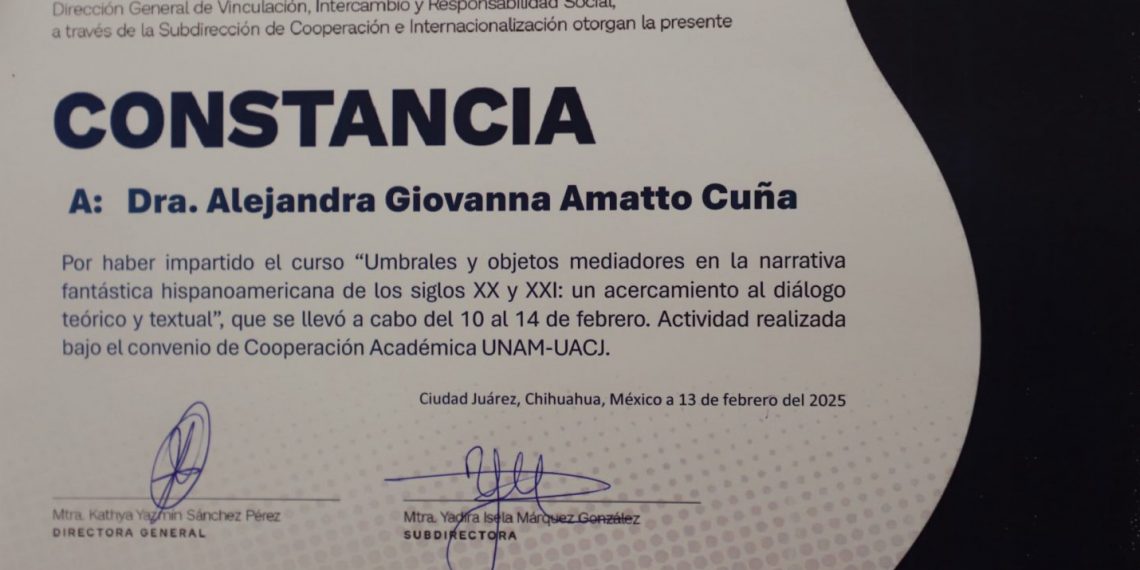 Dirección General de Vinculación, Intercambio y Responsabilidad Social,
a través de la Subdirección de Cooperación e Internacionalización otorgan la presente
CONSTANCIA
A: Dra. Alejandra Giovanna Amatto Cuña
Por haber impartido el curso “Umbrales y objetos mediadores en la narrativa
fantástica hispanoamericana de los siglos XX y XXI: un acercamiento al diálogo
teórico y textual”, que se llevó a cabo del 10 al 14 de febrero. Actividad realizada
bajo el convenio de Cooperación Académica UNAM-UACJ.
Ciudad Juárez, Chihuahua, México a 13 de febrero del 2025
Mtra. Kathya Yazmín Sánchez Pérez
DIRECTORA GENERAL
Mtra. Yadira Isela Márquez González
SUBDIRECTORA